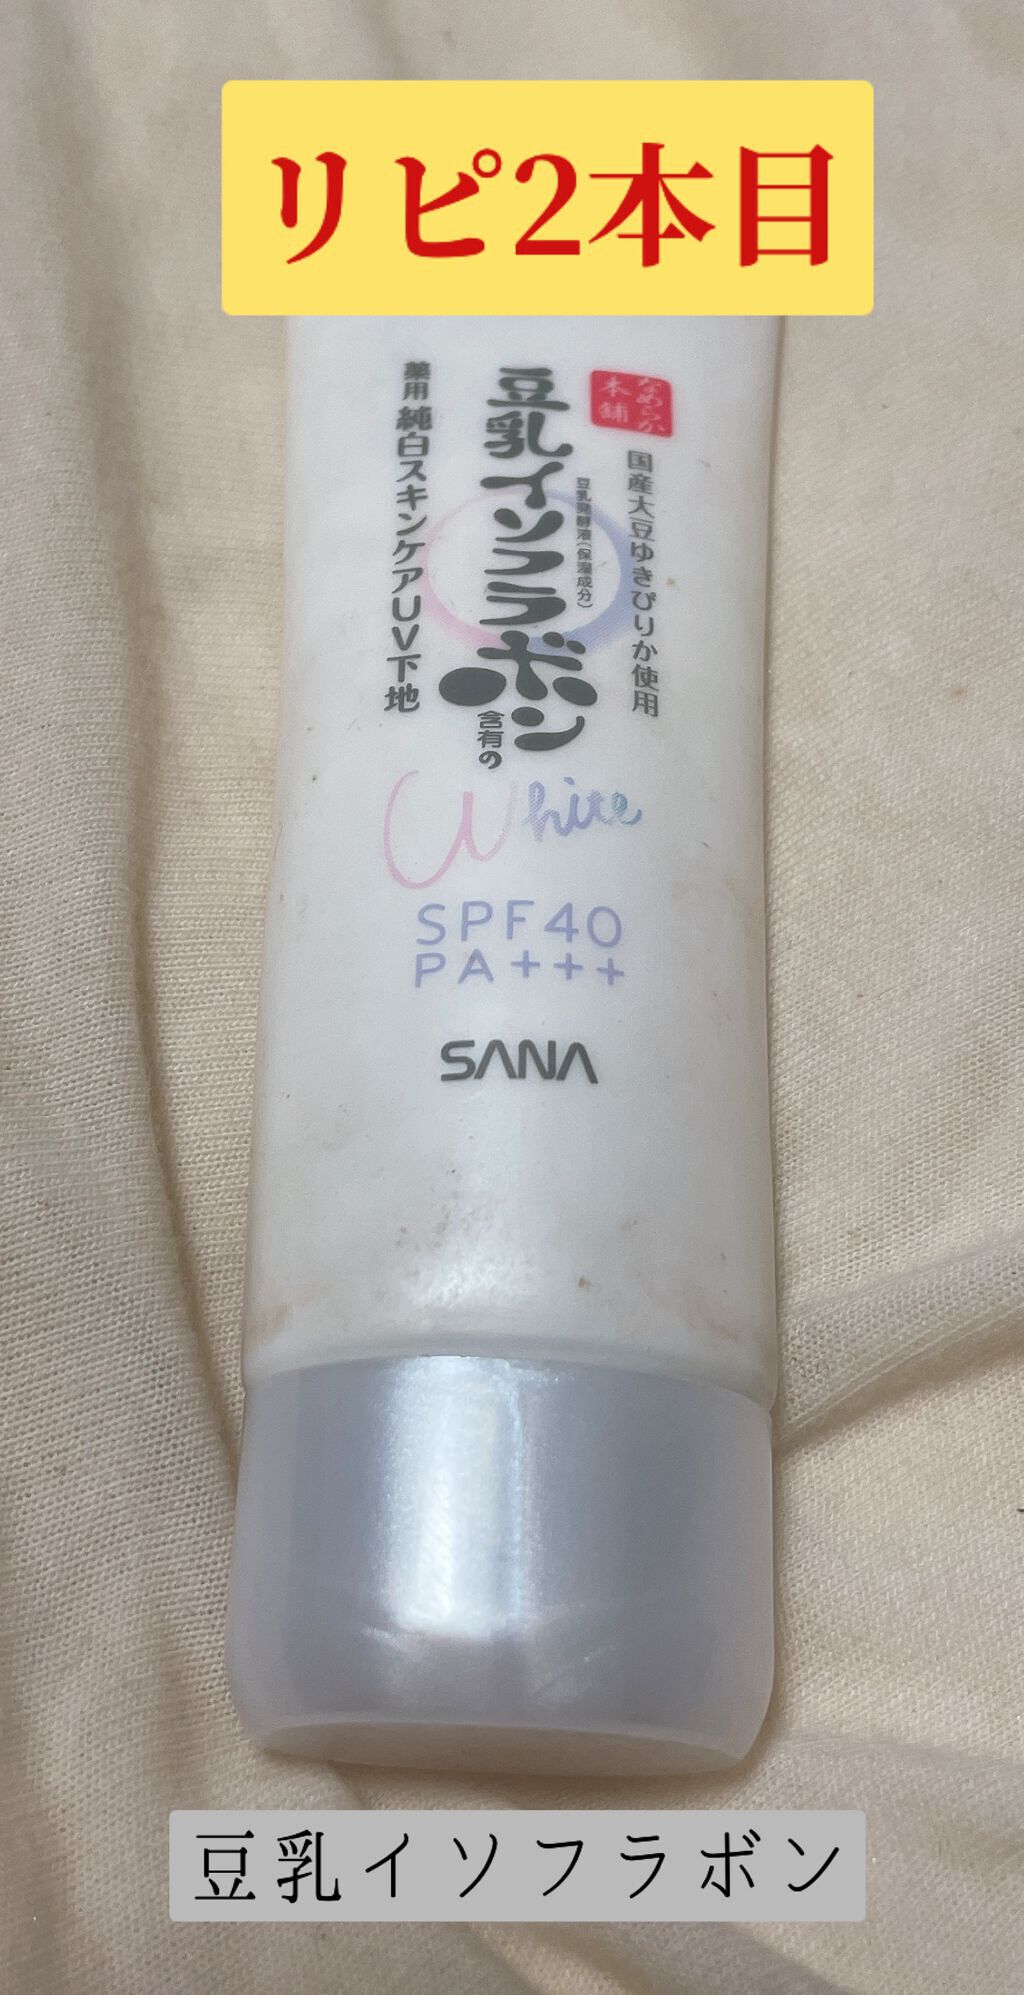 リピ2本目
なめらか
本舗
国産大豆ゆきぴりか使用
豆乳発酵液(保湿成分)
豆乳イソフラボン
含有の
薬用 純白スキンケアUV下地
White
SPF40
PA+++
SANA
豆乳イソフラボン